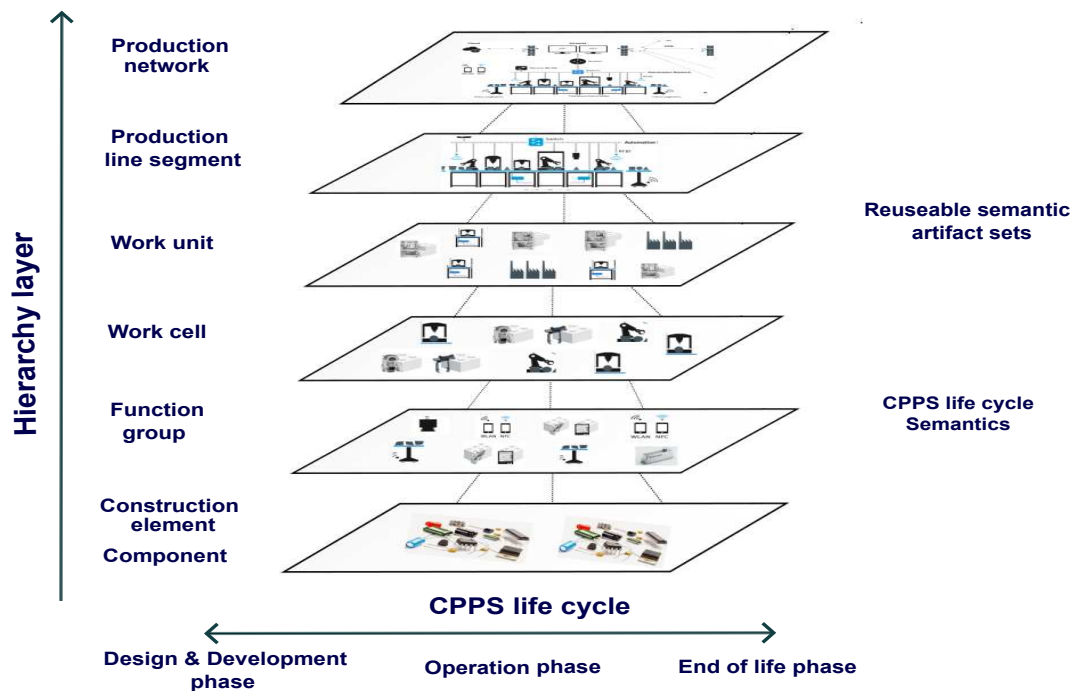 Production
network
Production
line segment
Switch
Automation
Work unit
Reuseable semantic
artifact sets
Work cell
Function
group
WLAN NFC
WLAN NFC
CPPS life cycle
Semantics
Construction
element
Component
Hierarchy layer
CPPS life cycle
Design & Development
phase
Operation phase
End of life phase